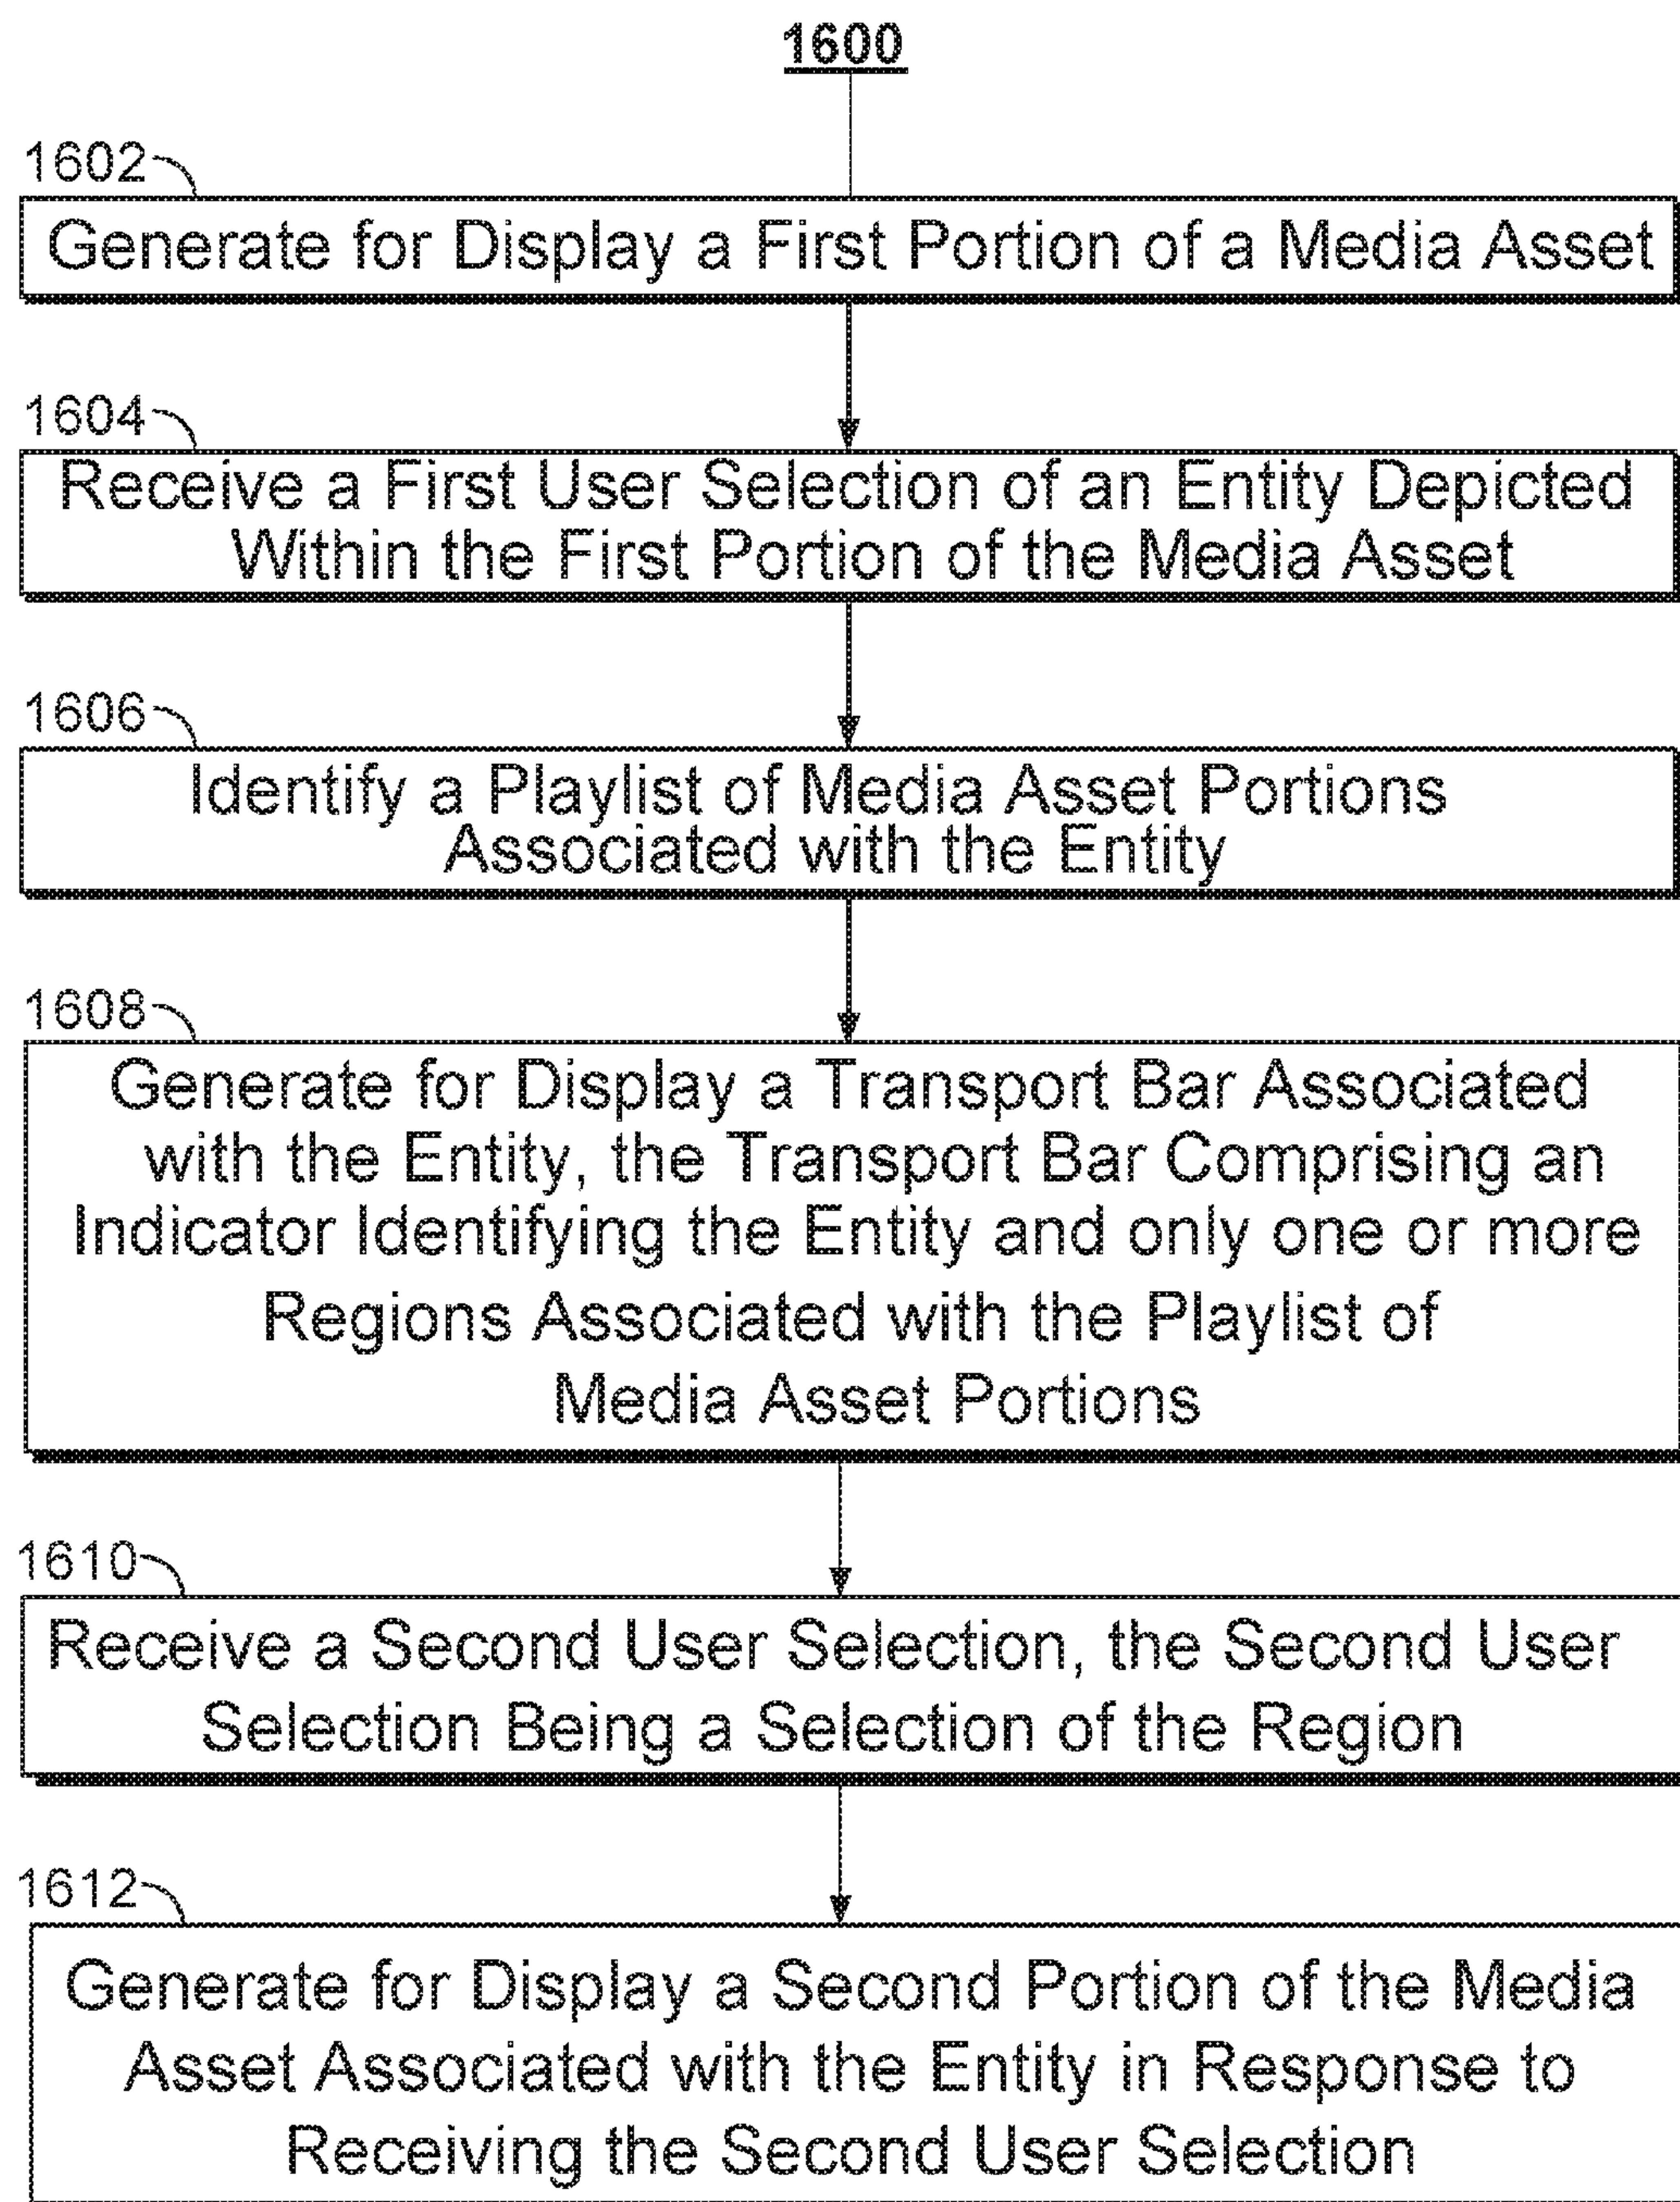 1600
1602
Generate for Display a First Portion of a Media Asset
1604
Receive a First User Selection of an Entity Depicted
Within the First Portion of the Media Asset
1606
Identify a Playlist of Media Asset Portions
Associated with the Entity
1608
Generate for Display a Transport Bar Associated
with the Entity, the Transport Bar Comprising an
Indicator Identifying the Entity and only one or more
Regions Associated with the Playlist of
Media Asset Portions
1610
Receive a Second User Selection, the Second User
Selection Being a Selection of the Region
1612
Generate for Display a Second Portion of the Media
Asset Associated with the Entity in Response to
Receiving the Second User Selection